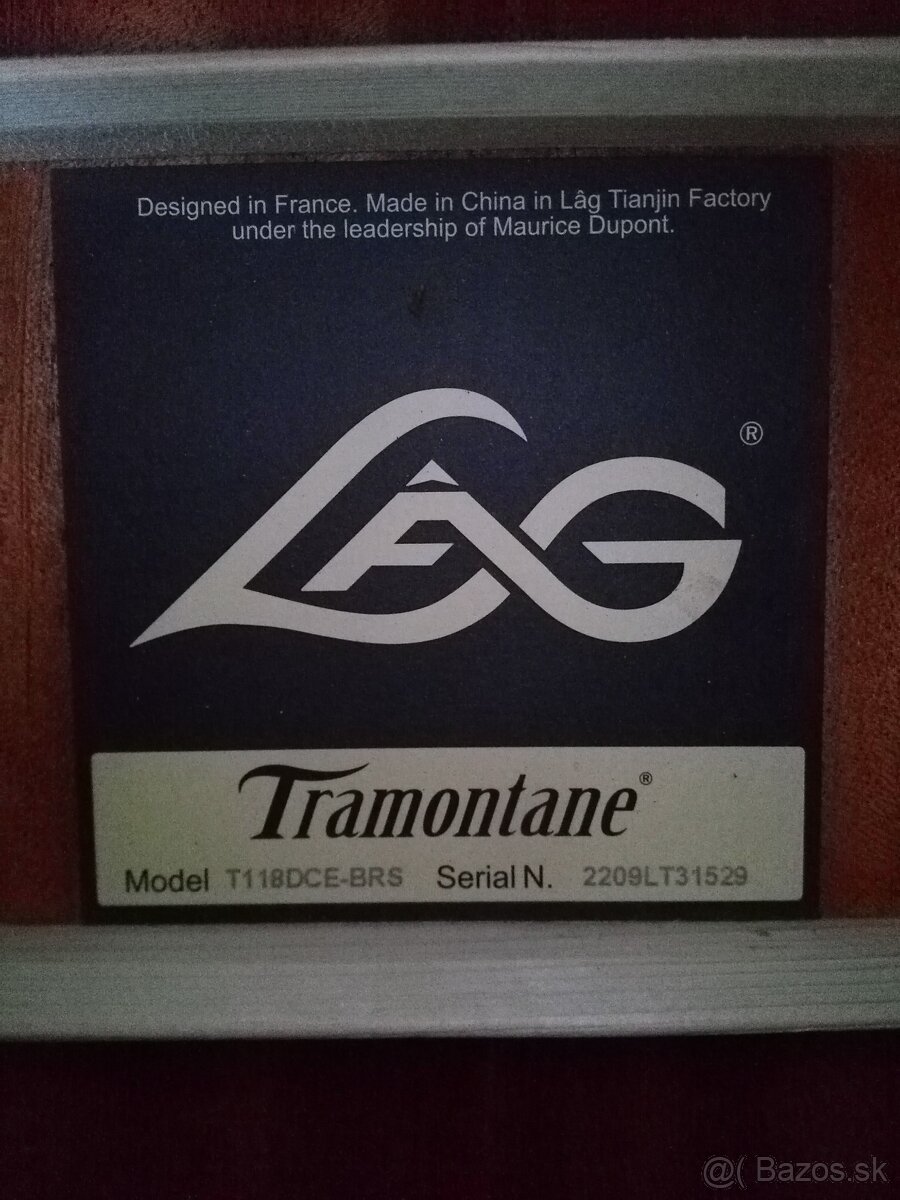 Designed in France. Made in China in Lâg Tianjin Factory
under the leadership of Maurice Dupont.
LÂG ®
Tramontane ®
Model T118DCE-BRS Serial N. 2209LT31529
@( Bazos.sk